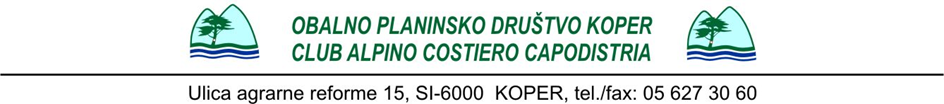 OBALNO PLANINSKO DRUŠTVO KOPER
CLUB ALPINO COSTIERO CAPODISTRIA
Ulica agrarne reforme 15, SI-6000 KOPER, tel./fax: 05 627 30 60